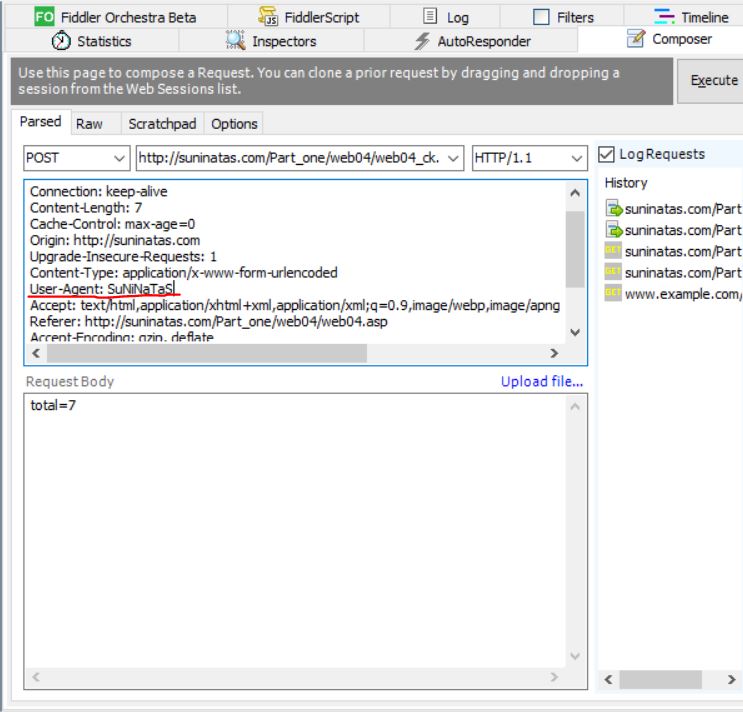 FO Fiddler Orchestra Beta FiddlerScript Log Filters Timeline
Statistics Inspectors AutoResponder Composer
Use this page to compose a Request. You can clone a prior request by dragging and dropping a
session from the Web Sessions list.
Execute
Parsed Raw Scratchpad Options
POST http://suninatas.com/Part_one/web04/web04_ck. HTTP/1.1
Connection: keep-alive
Content-Length: 7
Cache-Control: max-age=0
Origin: http://suninatas.com
Upgrade-Insecure-Requests: 1
Content-Type: application/x-www-form-urlencoded
User-Agent: SuNiNaTaS
Accept: text/html,application/xhtml+xml,application/xml;q=0.9,image/webp,image/apng
Referer: http://suninatas.com/Part_one/web04/web04.asp
Accept-Encoding: gzip, deflate
Request Body Upload file...
total=7
Log Requests
History
suninatas.com/Part
suninatas.com/Part
GET suninatas.com/Part
GET suninatas.com/Part
GET www.example.com/